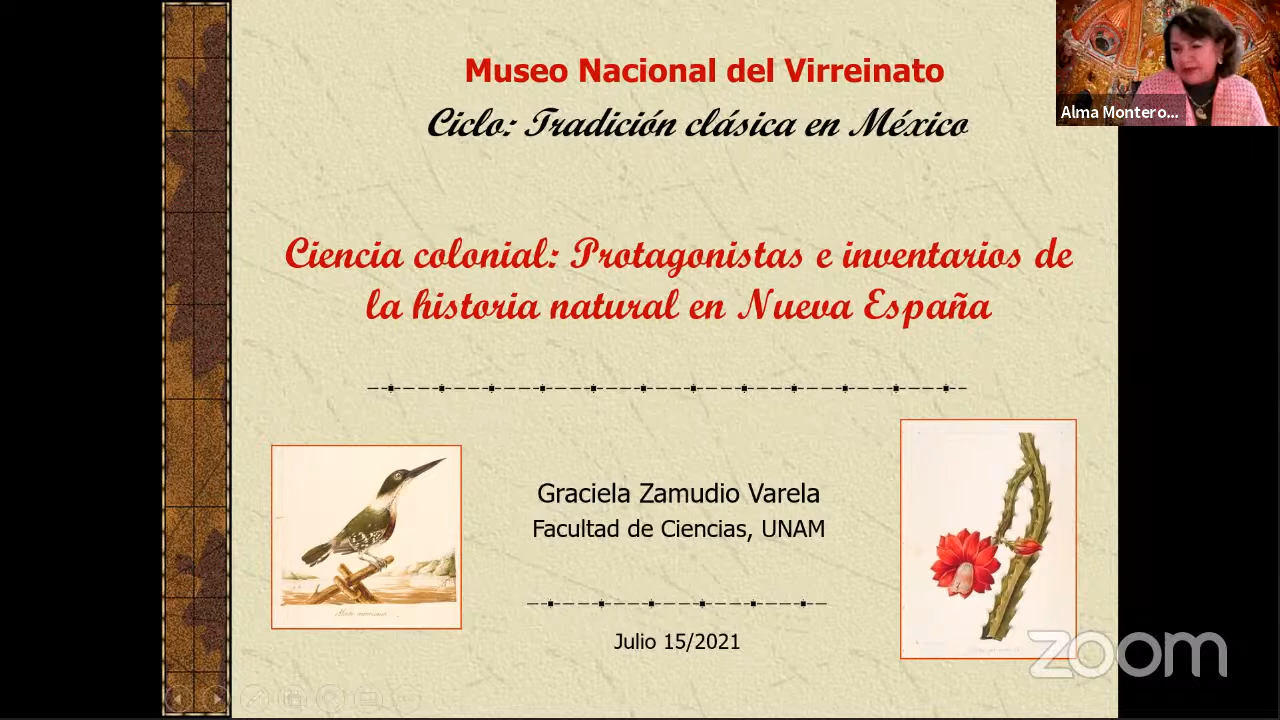 Museo Nacional del Virreinato
Ciclo: Tradición clásica en México
Alma Montero...
Ciencia colonial: Protagonistas e inventarios de
la historia natural en Nueva España
Graciela Zamudio Varela
Facultad de Ciencias, UNAM
Julio 15/2021
zoom